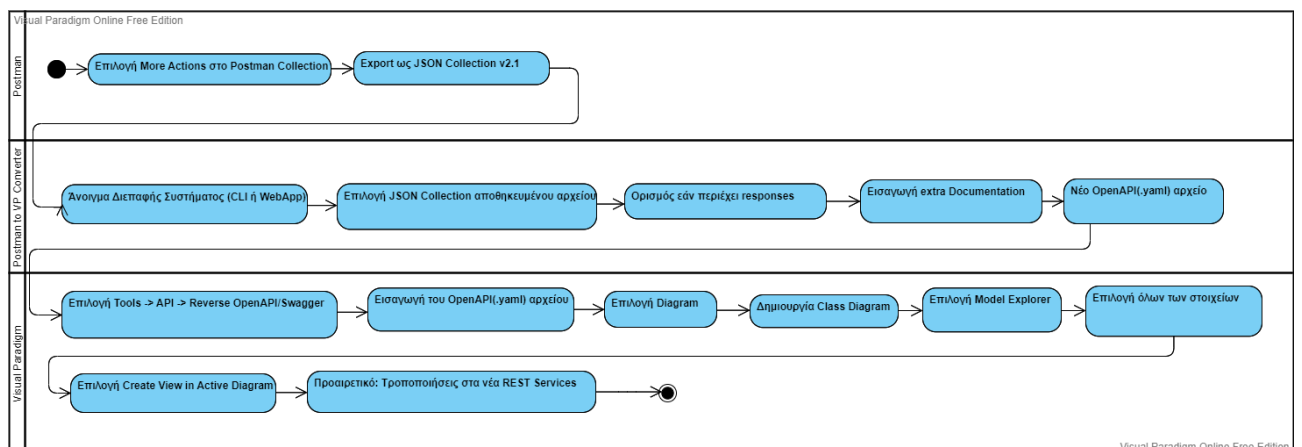 Visual Paradigm Online Free Edition
Postman
Επιλογή More Actions στο Postman Collection
Export ως JSON Collection v2.1
Postman to VP Converter
Άνοιγμα Διεπαφής Συστήματος (CLI ή WebApp)
Επιλογή JSON Collection αποθηκευμένου αρχείου
Ορισμός εάν περιέχει responses
Εισαγωγή extra Documentation
Νέο OpenAPI(.yaml) αρχείο
Visual Paradigm
Επιλογή Tools -> API -> Reverse OpenAPI/Swagger
Εισαγωγή του OpenAPI(.yaml) αρχείου
Επιλογή Diagram
Δημιουργία Class Diagram
Επιλογή Model Explorer
Επιλογή όλων των στοιχείων
Επιλογή Create View in Active Diagram
Προαιρετικό: Τροποποιήσεις στα νέα REST Services
Visual Paradigm Online Free Edition